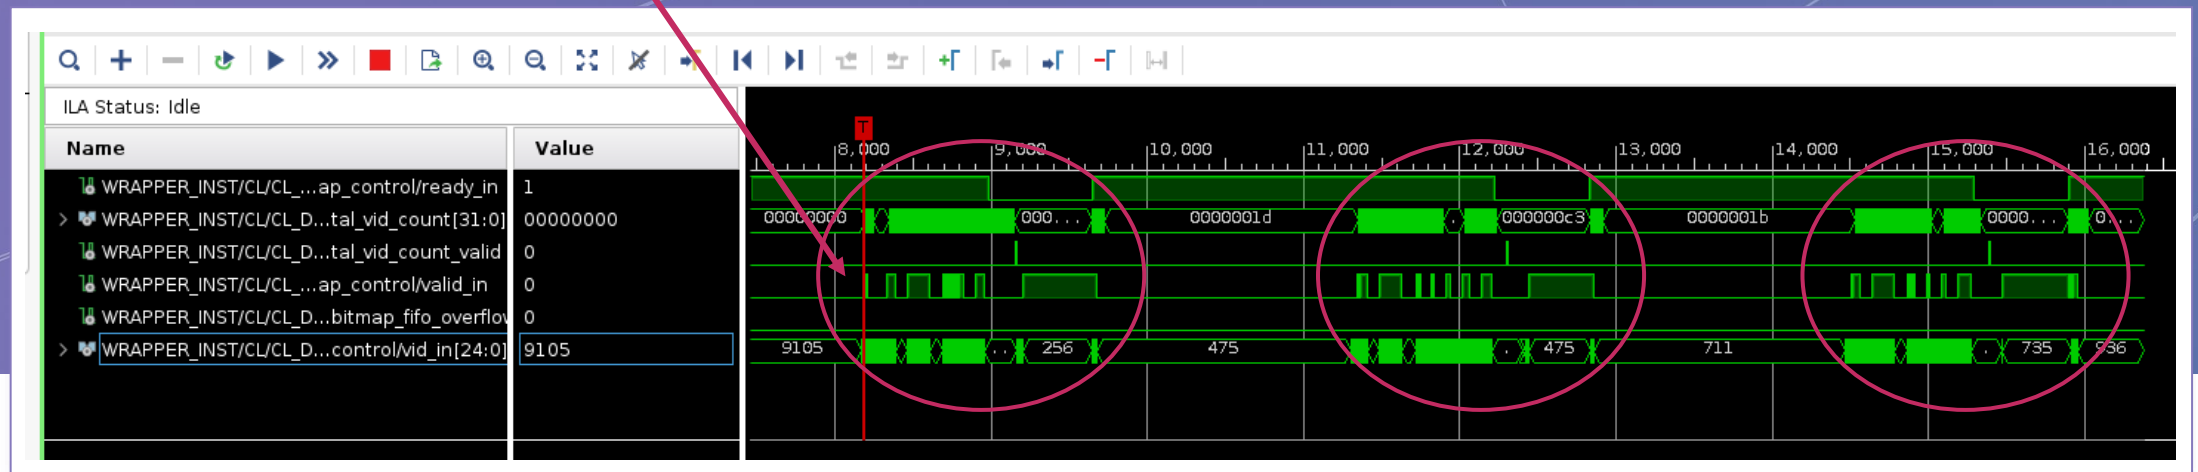 ILA Status: Idle
Name Value
T
8,000 9,000 10,000 11,000 12,000 13,000 14,000 15,000 16,000
WRAPPER_INST/CL/CL_...ap_control/ready_in 1
WRAPPER_INST/CL/CL_D...tal_vid_count[31:0] 00000000 00000000 000... 0000001d . 000000c3 0000001b 0000... 0...
WRAPPER_INST/CL/CL_D...tal_vid_count_valid 0
WRAPPER_INST/CL/CL_...ap_control/valid_in 0
WRAPPER_INST/CL/CL_D...bitmap_fifo_overflo 0
WRAPPER_INST/CL/CL_D...control/vid_in[24:0] 9105 9105 .. 256 475 . 475 711 . 735 936